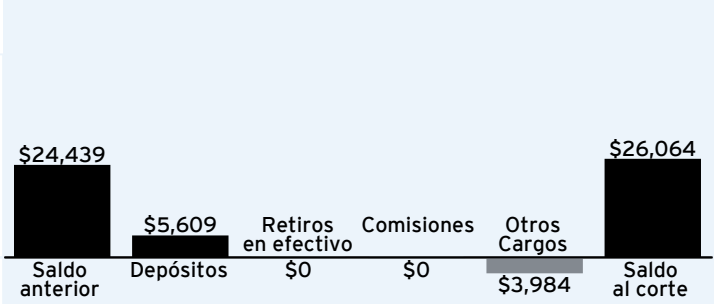 $24,439
Saldo
anterior
$5,609
Depósitos
Retiros
en efectivo
$0
Comisiones
$0
Otros
Cargos
$3,984
$26,064
Saldo
al corte